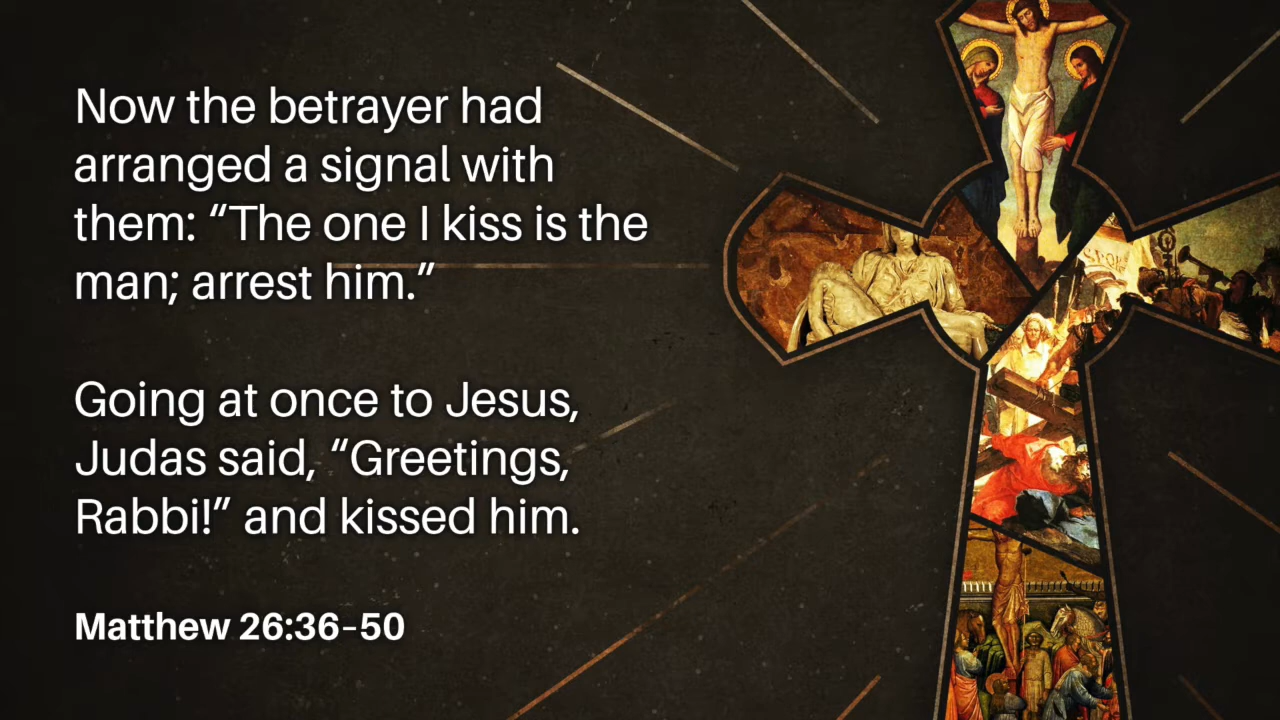 Now the betrayer had
arranged a signal with
them: “The one I kiss is the
man; arrest him.”
Going at once to Jesus,
Judas said, “Greetings,
Rabbi!” and kissed him.
Matthew 26:36–50